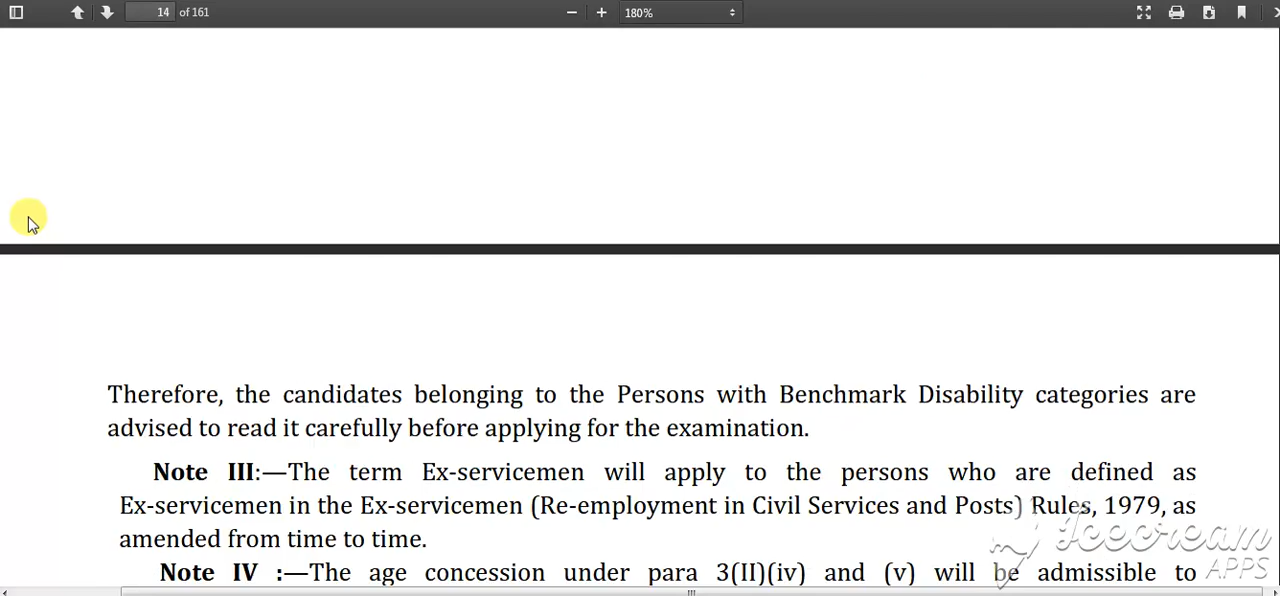 14 of 161
180%
Therefore, the candidates belonging to the Persons with Benchmark Disability categories are
advised to read it carefully before applying for the examination.
Note III:—The term Ex-servicemen will apply to the persons who are defined as
Ex-servicemen in the Ex-servicemen (Re-employment in Civil Services and Posts) Rules, 1979, as
amended from time to time.
Note IV :—The age concession under para 3(II)(iv) and (v) will be admissible to
Icecream
APPS